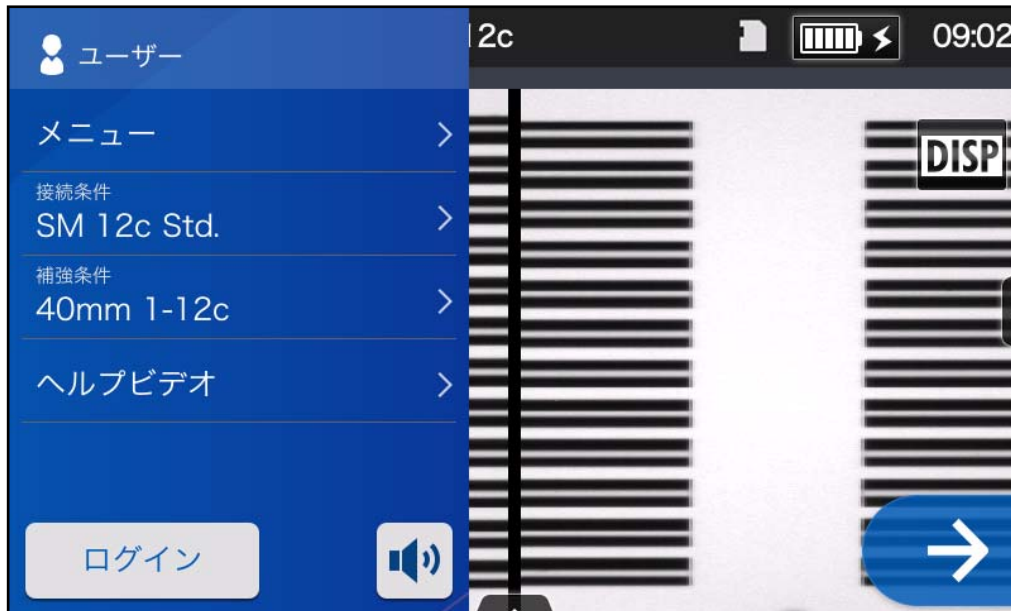 ユーザー
12c
09:02
メニュー
DISP
接続条件
SM 12c Std.
補強条件
40mm 1-12c
ヘルプビデオ
ログイン